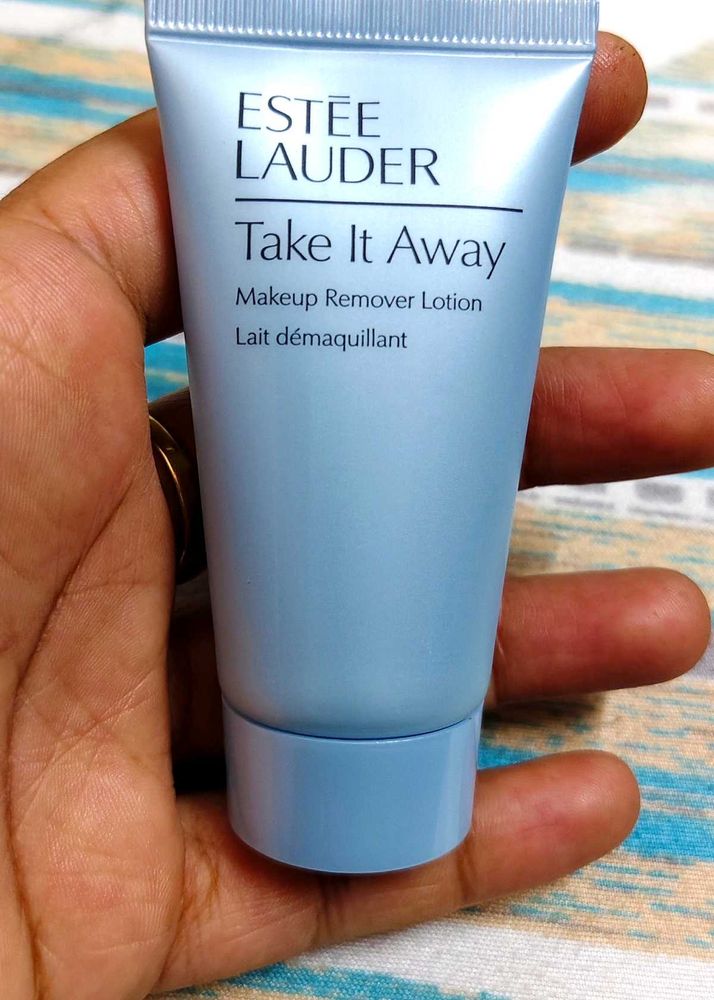 ESTĒE
LAUDER
Take It Away
Makeup Remover Lotion
Lait démaquillant